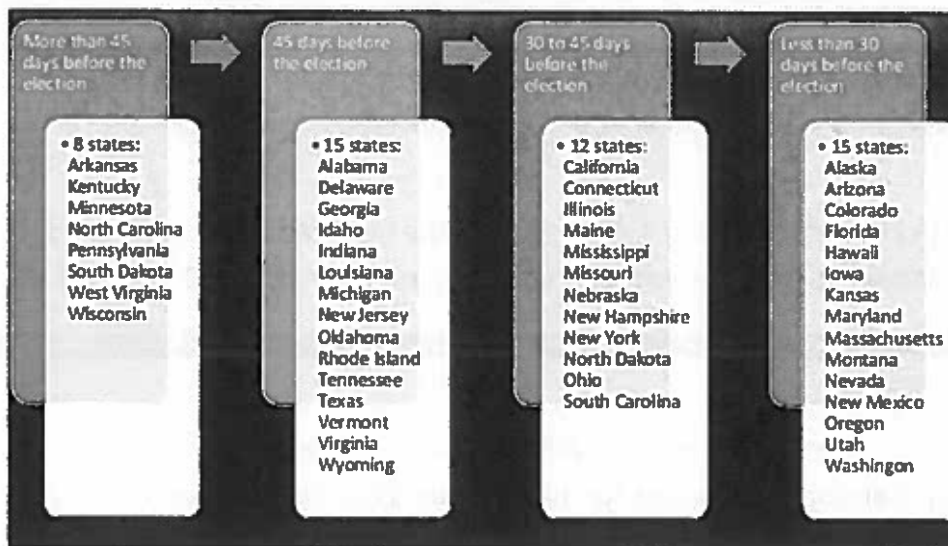 More than 45
days before the
election
• 8 states:
Arkansas
Kentucky
Minnesota
North Carolina
Pennsylvania
South Dakota
West Virginia
Wisconsin
45 days before
the election
• 15 states:
Alabama
Delaware
Georgia
Idaho
Indiana
Louisiana
Michigan
New Jersey
Oklahoma
Rhode Island
Tennessee
Texas
Vermont
Virginia
Wyoming
30 to 45 days
before the
election
• 12 states:
California
Connecticut
Illinois
Maine
Mississippi
Missouri
Nebraska
New Hampshire
New York
North Dakota
Ohio
South Carolina
Less than 30
days before the
election
• 15 states:
Alaska
Arizona
Colorado
Florida
Hawaii
Iowa
Kansas
Maryland
Massachusetts
Montana
Nevada
New Mexico
Oregon
Utah
Washingon